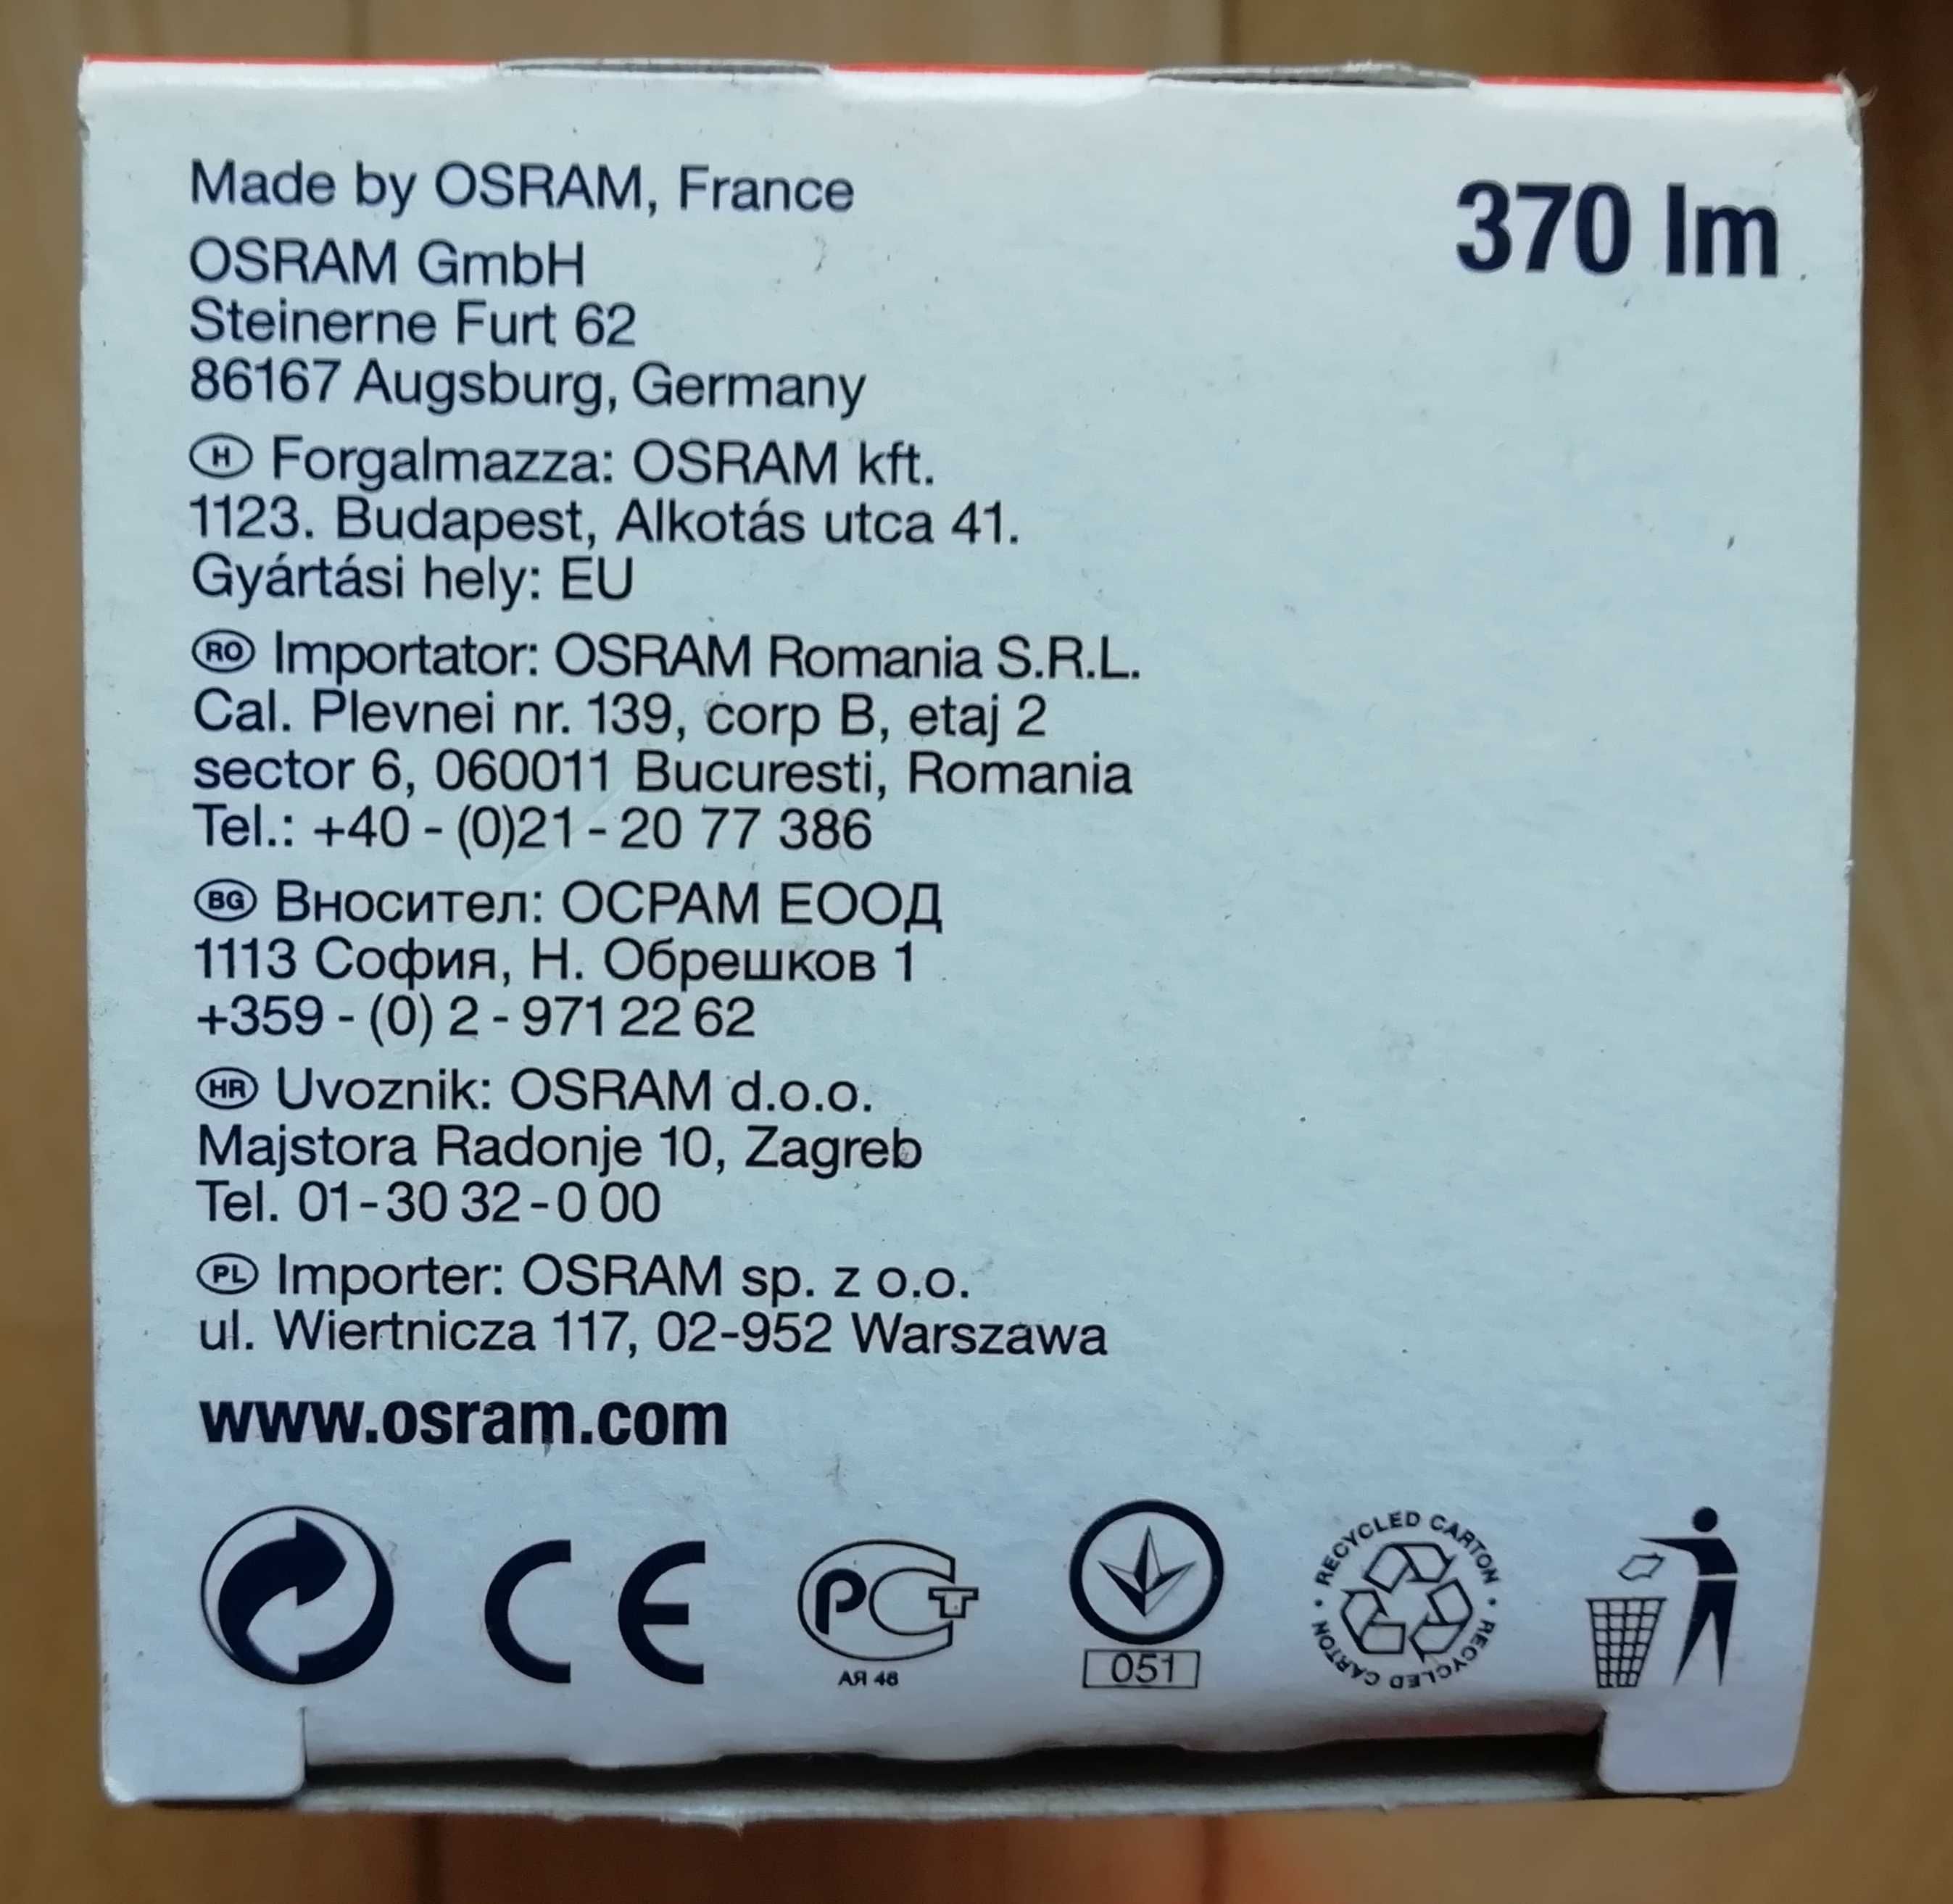 Made by OSRAM, France
370 lm
OSRAM GmbH
Steinerne Furt 62
86167 Augsburg, Germany
H Forgalmazza: OSRAM kft.
1123. Budapest, Alkotás utca 41.
Gyártási hely: EU
RO Importator: OSRAM Romania S.R.L.
Cal. Plevnei nr. 139, corp B, etaj 2
sector 6, 060011 Bucuresti, Romania
Tel.: +40 - (0)21 - 20 77 386
BG Вносител: ОСРАМ ЕООД
1113 София, Н. Обрешков 1
+359 - (0) 2 - 971 22 62
HR Uvoznik: OSRAM d.o.o.
Majstora Radonje 10, Zagreb
Tel. 01-30 32-0 00
PL Importer: OSRAM sp. z o.o.
ul. Wiertnicza 117, 02-952 Warszawa
www.osram.com
CE
РСТ
АЯ 46
051
RECYCLED CARTON • RECYCLED CARTON •